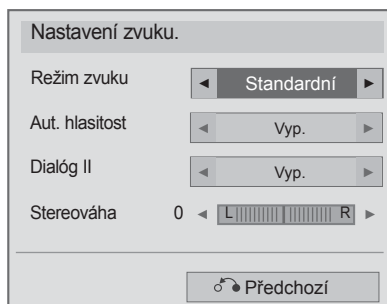 Nastavení zvuku.
Režim zvuku ◄ Standardní ►
Aut. hlasitost ◄ Vyp. ►
Dialóg II ◄ Vyp. ►
Stereováha 0 ◄ L R ►
Předchozí